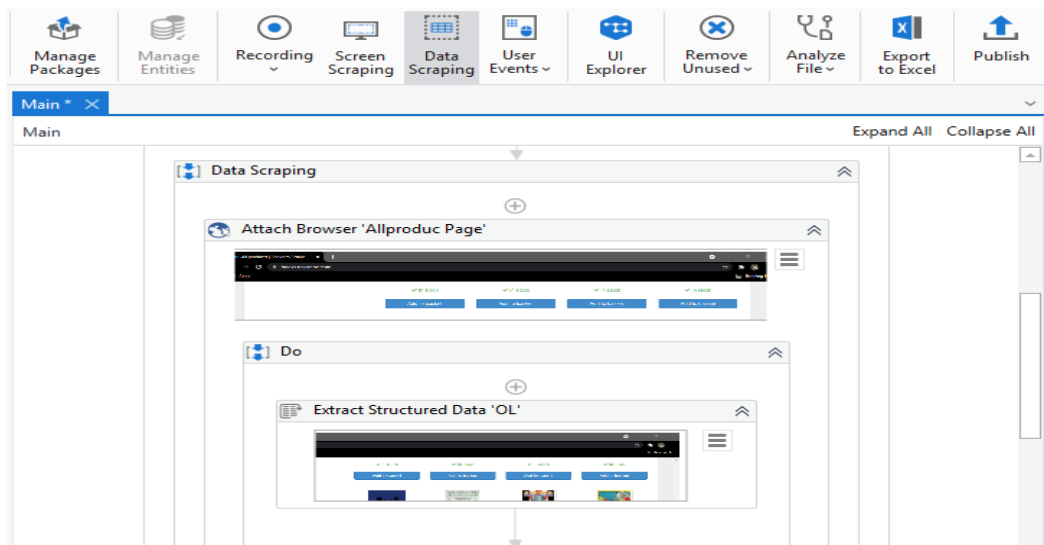 Manage Packages
Manage Entities
Recording
Screen Scraping
Data Scraping
User Events
UI Explorer
Remove Unused
Analyze File
Export to Excel
Publish
Main *
Main
Expand All Collapse All
Data Scraping
Attach Browser 'Allproduc Page'
Do
Extract Structured Data 'OL'